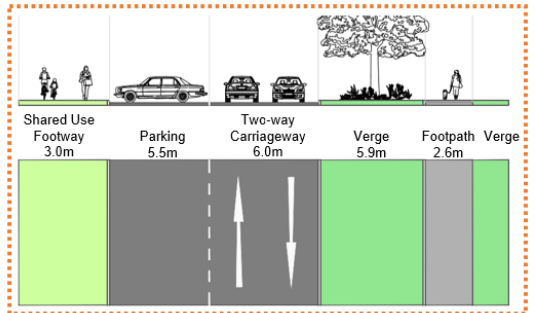 Shared Use
Footway
3.0m
Parking
5.5m
Two-way
Carriageway
6.0m
Verge
5.9m
Footpath
2.6m
Verge